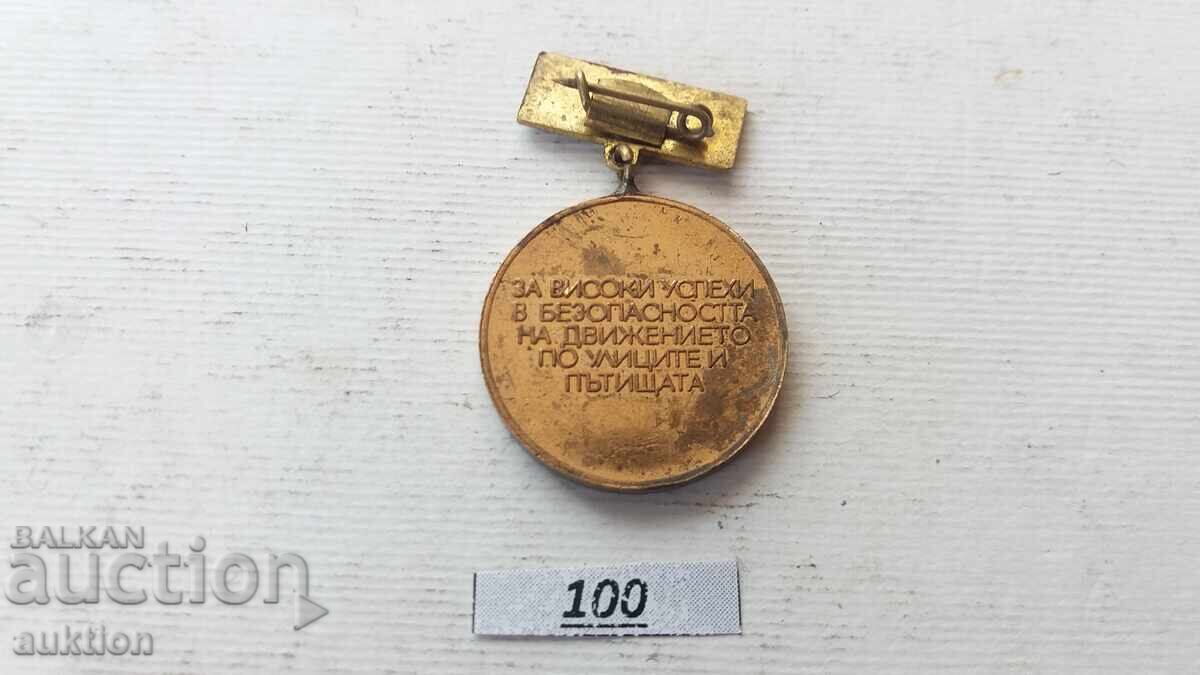 ЗА ВИСОКИ УСПЕХИ
В БЕЗОПАСНОСТТА
НА ДВИЖЕНИЕТО
ПО УЛИЦИТЕ И
ПЪТИЩАТА
BALKAN
auction
auktion
100